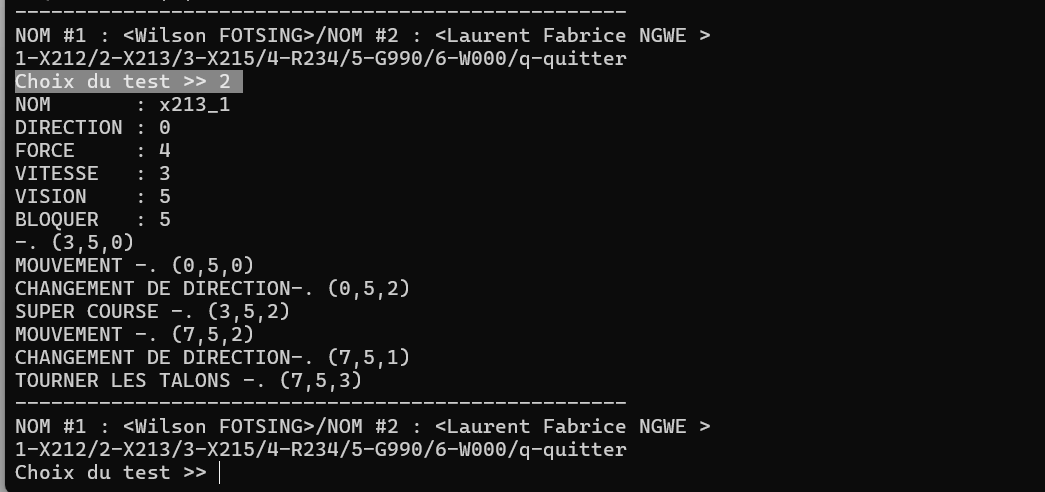 ----------------------------------------------------
NOM #1 : <Wilson FOTSING>/NOM #2 : <Laurent Fabrice NGWE >
1-X212/2-X213/3-X215/4-R234/5-G990/6-W000/q-quitter
Choix du test >> 2
NOM       : x213_1
DIRECTION : 0
FORCE     : 4
VITESSE   : 3
VISION    : 5
BLOQUER   : 5
-. (3,5,0)
MOUVEMENT -. (0,5,0)
CHANGEMENT DE DIRECTION-. (0,5,2)
SUPER COURSE -. (3,5,2)
MOUVEMENT -. (7,5,2)
CHANGEMENT DE DIRECTION-. (7,5,1)
TOURNER LES TALONS -. (7,5,3)
----------------------------------------------------
NOM #1 : <Wilson FOTSING>/NOM #2 : <Laurent Fabrice NGWE >
1-X212/2-X213/3-X215/4-R234/5-G990/6-W000/q-quitter
Choix du test >>